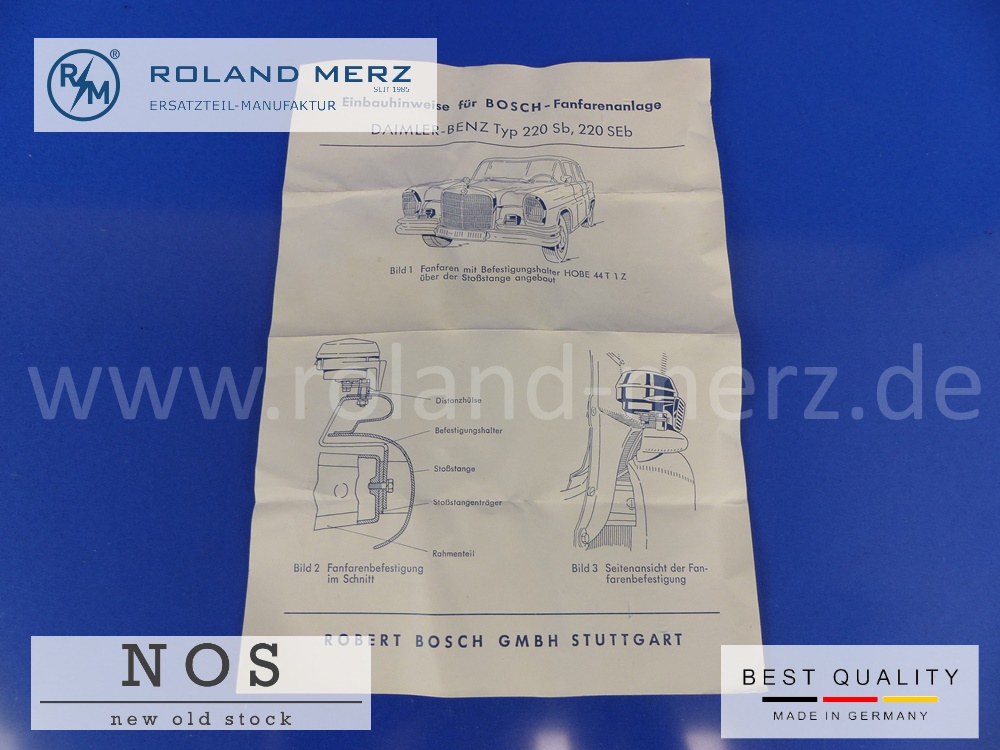 R/M®
ROLAND MERZ
SEIT 1985
ERSATZTEIL-MANUFAKTUR
Einbauhinweise für BOSCH-Fanfarenanlage
DAIMLER-BENZ Typ 220 Sb, 220 SEb
Bild 1 Fanfaren mit Befestigungshalter HOBE 44 T 1 Z
über der Stoßstange angebaut
www.roland-merz.de
Distanzhülse
Befestigungshalter
Stoßstange
Stoßstangenträger
Rahmenteil
Bild 2 Fanfarenbefestigung
im Schnitt
Bild 3 Seitenansicht der Fan-
farenbefestigung
ROBERT BOSCH GMBH STUTTGART
NOS
new old stock
BEST QUALITY
MADE IN GERMANY